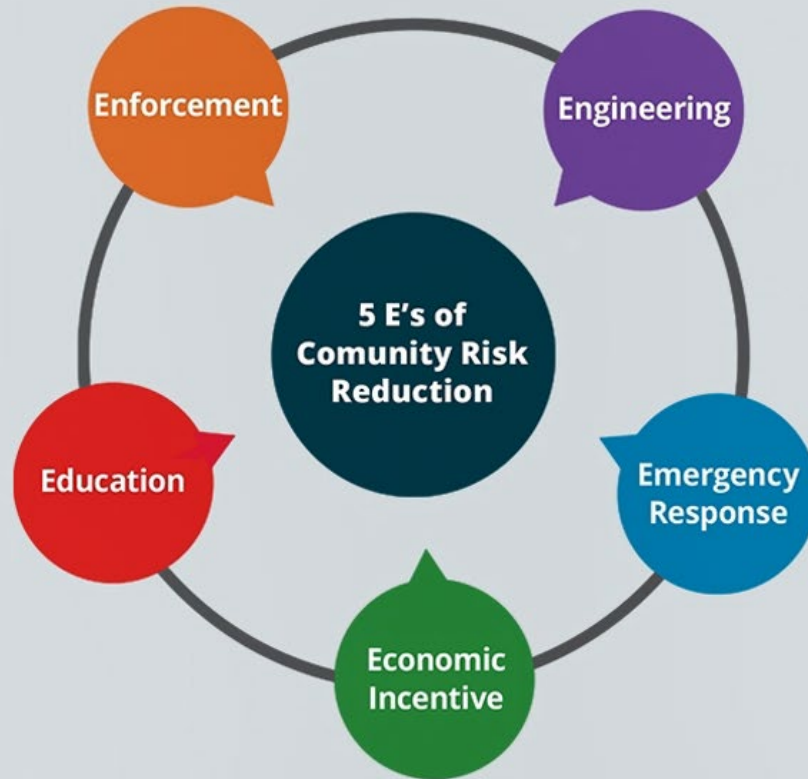 Enforcement
Engineering
5 E's of
Comunity Risk
Reduction
Education
Emergency
Response
Economic
Incentive